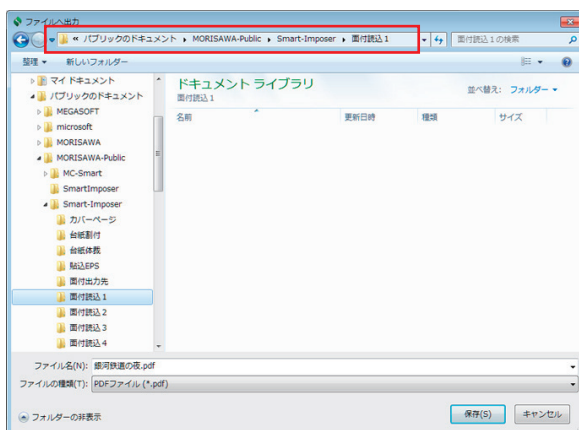 ファイルへ出力
« パブリックのドキュメント ▸ MORISAWA-Public ▸ Smart-Imposer ▸ 面付読込 1
面付読込 1 の検索
整理 新しいフォルダー
マイ ドキュメント
パブリックのドキュメント
MEGASOFT
microsoft
MORISAWA
MORISAWA-Public
MC-Smart
SmartImposer
Smart-Imposer
カバーページ
台紙割付
台紙体裁
貼込EPS
面付出力先
面付読込 1
面付読込 2
面付読込 3
面付読込 4
ドキュメント ライブラリ
面付読込 1
並べ替え: フォルダー
名前 更新日時 種類 サイズ
ファイル名(N): 銀河鉄道の夜.pdf
ファイルの種類(T): PDFファイル (*.pdf)
フォルダーの非表示
保存(S) キャンセル